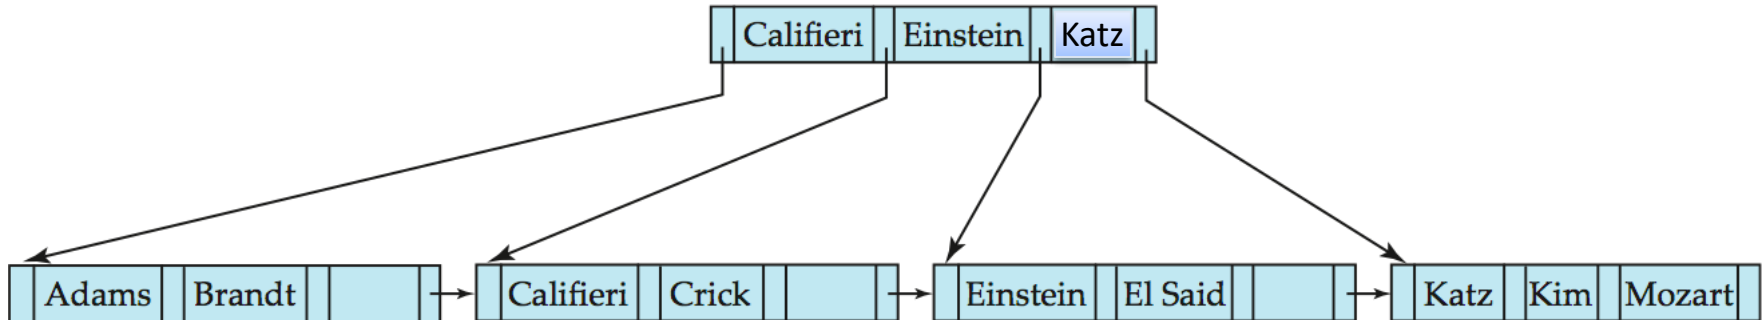 Califieri Einstein Katz
Adams Brandt Califieri Crick Einstein El Said Katz Kim Mozart